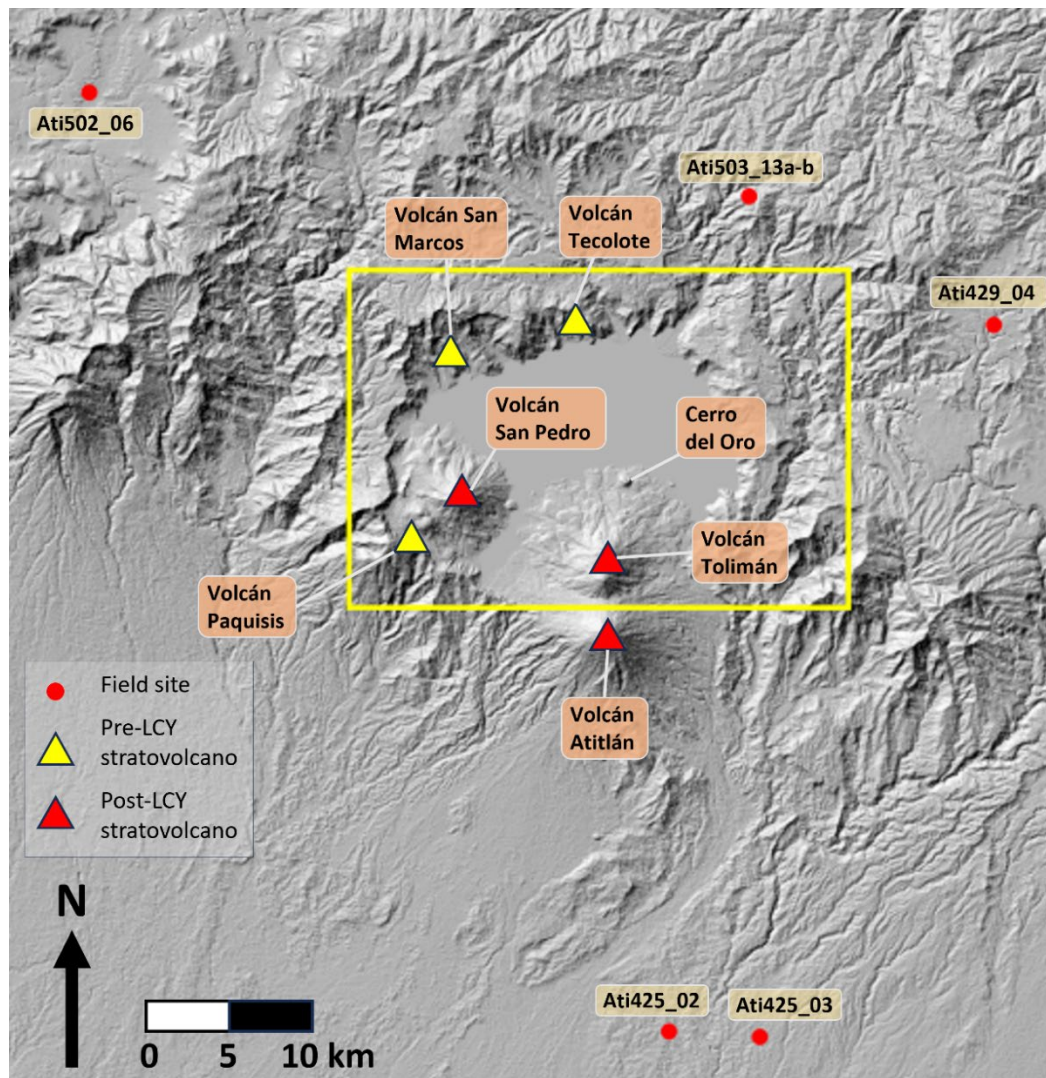 Ati502_06
Ati503_13a-b
Volcán San
Marcos
Volcán
Tecolote
Ati429_04
Volcán
San Pedro
Cerro
del Oro
Volcán
Tolimán
Volcán
Paquisis
Volcán
Atitlán
Field site
Pre-LCY
stratovolcano
Post-LCY
stratovolcano
N
0 5 10 km
Ati425_02
Ati425_03